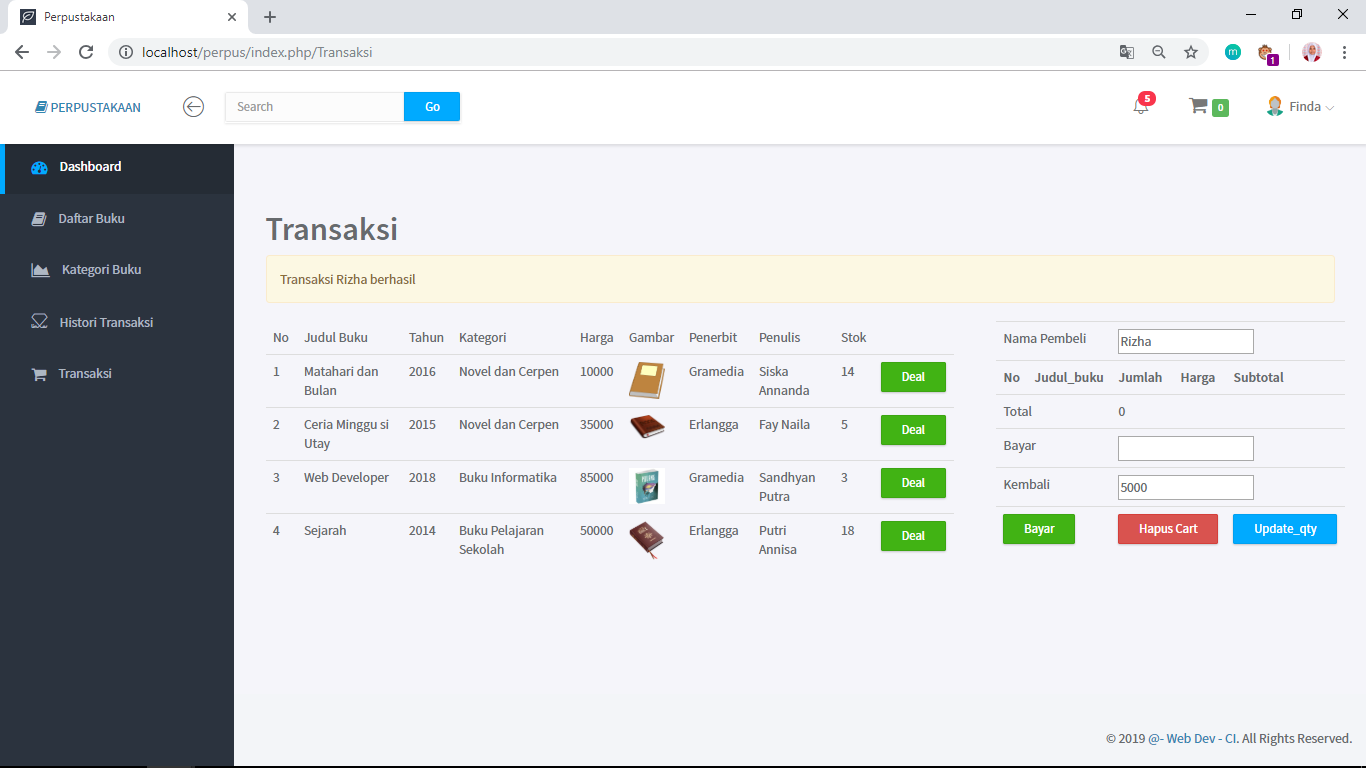 Perpustakaan
localhost/perpus/index.php/Transaksi
1
PERPUSTAKAAN
Search
Go
5
0
Finda
Dashboard
Daftar Buku
Kategori Buku
Histori Transaksi
Transaksi
Transaksi
Transaksi Rizha berhasil
No Judul Buku Tahun Kategori Harga Gambar Penerbit Penulis Stok
1 Matahari dan 2016 Novel dan Cerpen 10000 Gramedia Siska 14 Deal
Bulan Annanda
2 Ceria Minggu si 2015 Novel dan Cerpen 35000 Erlangga Fay Naila 5 Deal
Utay
3 Web Developer 2018 Buku Informatika 85000 Gramedia Sandhyan 3 Deal
Putra
4 Sejarah 2014 Buku Pelajaran 50000 Erlangga Putri 18 Deal
Sekolah Annisa
Nama Pembeli Rizha
No Judul_buku Jumlah Harga Subtotal
Total 0
Bayar
Kembali 5000
Bayar Hapus Cart Update_qty
© 2019 @- Web Dev - CI. All Rights Reserved.